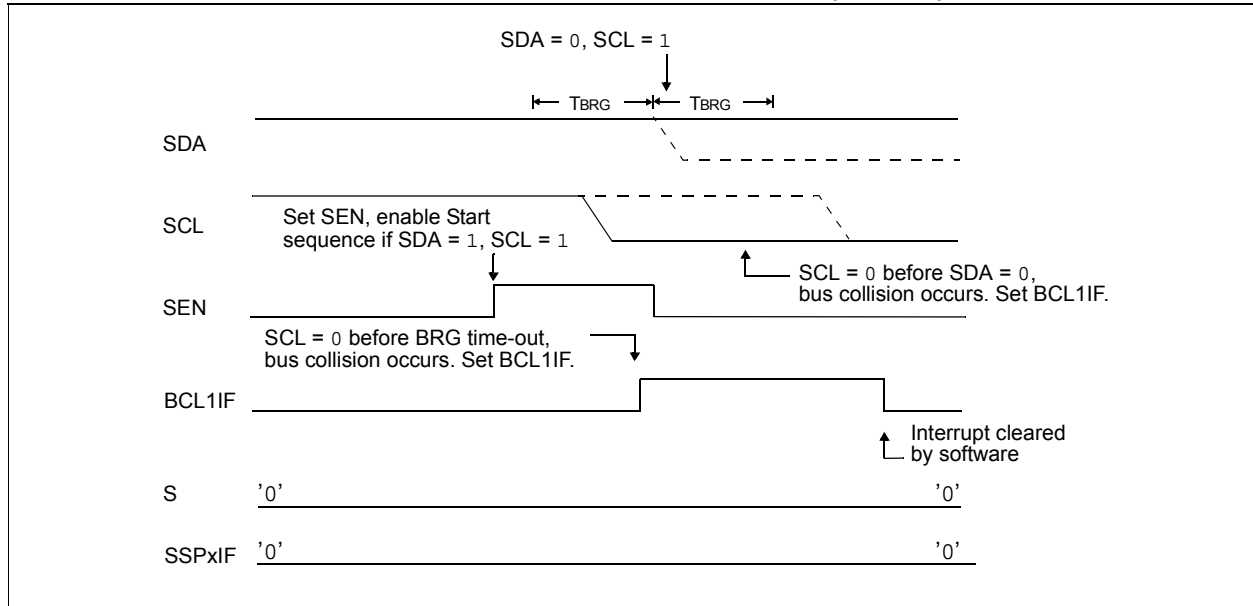 SDA = 0, SCL = 1
TBRG TBRG
SDA
SCL
Set SEN, enable Start
sequence if SDA = 1, SCL = 1
SCL = 0 before SDA = 0,
bus collision occurs. Set BCL1IF.
SEN
SCL = 0 before BRG time-out,
bus collision occurs. Set BCL1IF.
BCL1IF
Interrupt cleared
by software
S '0' '0'
SSPxIF '0' '0'